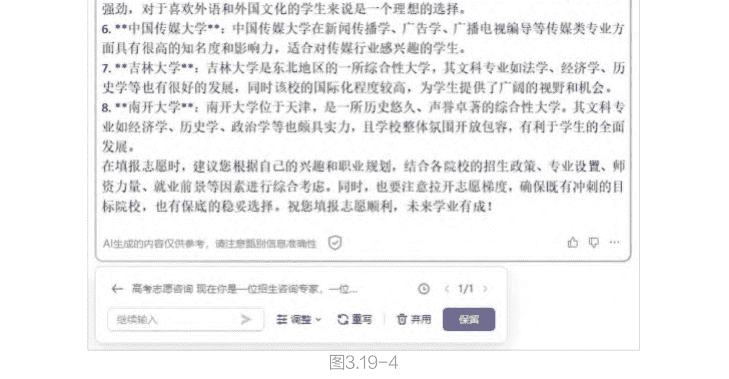 强劲，对于喜欢外语和外国文化的学生来说是一个理想的选择。
6. **中国传媒大学**：中国传媒大学在新闻传播学、广告学、广播电视编导等传媒类专业方
面具有很高的知名度和影响力，适合对传媒行业感兴趣的学生。
7. **吉林大学**：吉林大学是东北地区的一所综合性大学，其文科专业如法学、经济学、历
史学等也有很好的发展，同时该校的国际化程度较高，为学生提供了广阔的视野和机会。
8. **南开大学**：南开大学位于天津，是一所历史悠久、声誉卓著的综合性大学。其文科专
业如经济学、历史学、政治学等也颇具实力，且学校整体氛围开放包容，有利于学生的全面
发展。
在填报志愿时，建议您根据自己的兴趣和职业规划，结合各院校的招生政策、专业设置、师
资力量、就业前景等因素进行综合考虑。同时，也要注意拉开志愿梯度，确保既有冲刺的目
标院校，也有保底的稳妥选择。祝您填报志愿顺利，未来学业有成！
AI生成的内容仅供参考，请注意甄别信息准确性
高考志愿咨询 现在你是一位招生咨询专家，一位... 1/1
继续输入 调整 重写 弃用 保留
图3.19-4